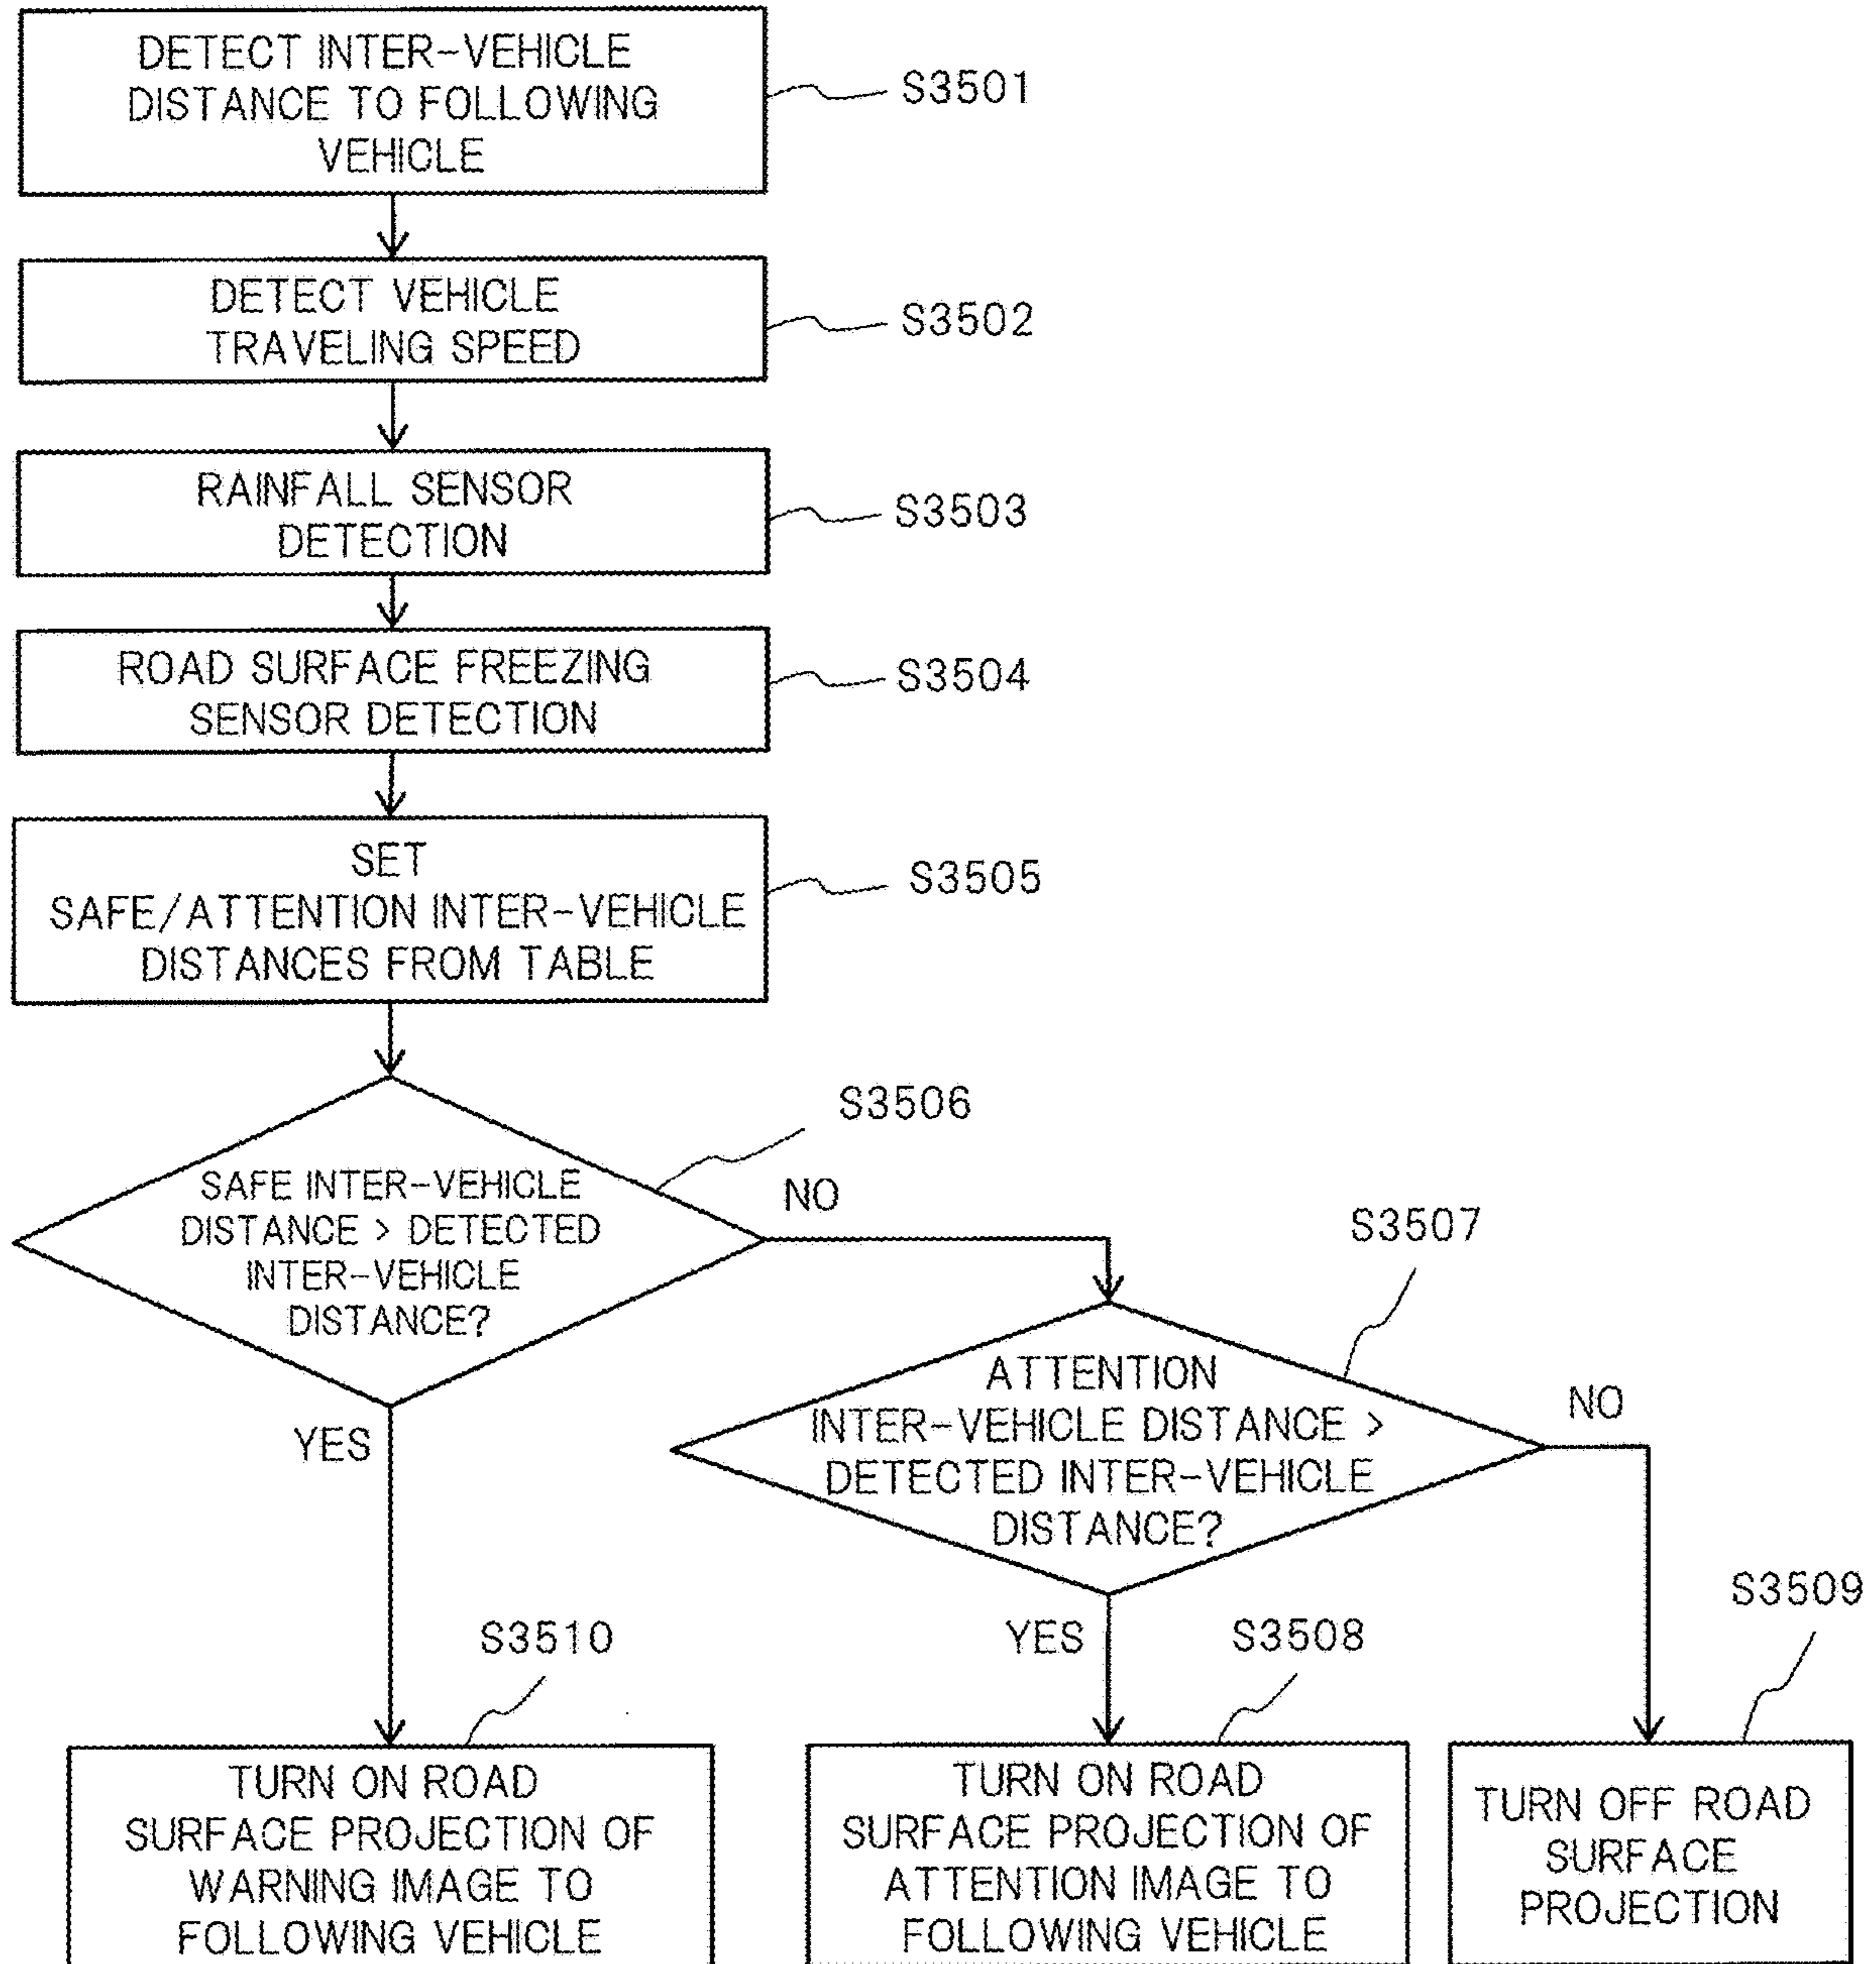 DETECT INTER-VEHICLE
DISTANCE TO FOLLOWING
VEHICLE
S3501
DETECT VEHICLE
TRAVELING SPEED
S3502
RAINFALL SENSOR
DETECTION
S3503
ROAD SURFACE FREEZING
SENSOR DETECTION
S3504
SET
SAFE/ATTENTION INTER-VEHICLE
DISTANCES FROM TABLE
S3505
S3506
SAFE INTER-VEHICLE
DISTANCE > DETECTED
INTER-VEHICLE
DISTANCE?
NO
YES
S3507
ATTENTION
INTER-VEHICLE DISTANCE >
DETECTED INTER-VEHICLE
DISTANCE?
NO
YES
S3510
TURN ON ROAD
SURFACE PROJECTION OF
WARNING IMAGE TO
FOLLOWING VEHICLE
S3508
TURN ON ROAD
SURFACE PROJECTION OF
ATTENTION IMAGE TO
FOLLOWING VEHICLE
S3509
TURN OFF ROAD
SURFACE
PROJECTION